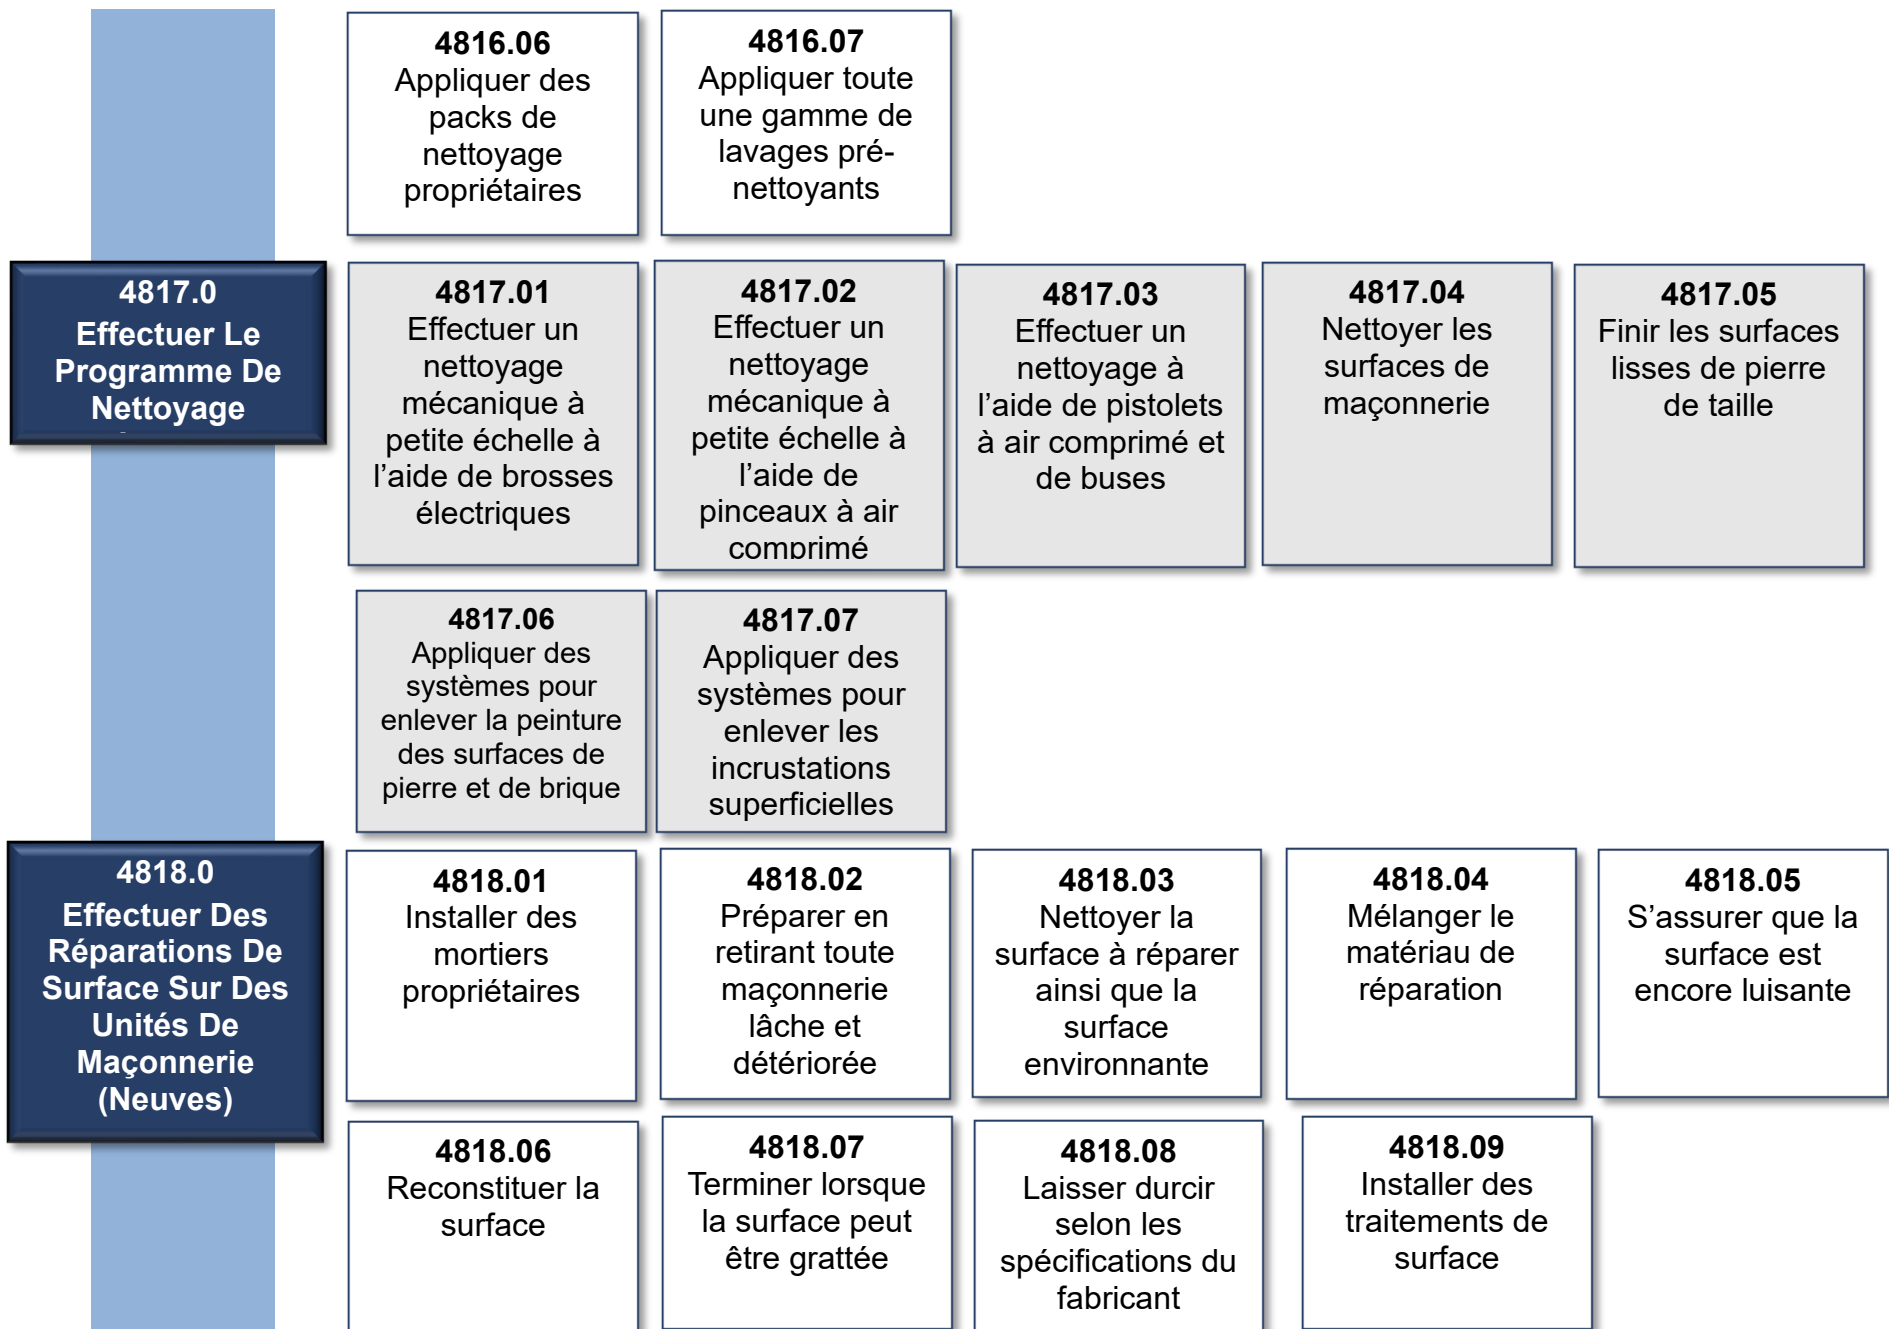 4816.06
Appliquer des
packs de
nettoyage
propriétaires
4816.07
Appliquer toute
une gamme de
lavages pré-
nettoyants
4817.0
Effectuer Le
Programme De
Nettoyage
4817.01
Effectuer un
nettoyage
mécanique à
petite échelle à
l’aide de brosses
électriques
4817.02
Effectuer un
nettoyage
mécanique à
petite échelle à
l’aide de
pinceaux à air
comprimé
4817.03
Effectuer un
nettoyage à
l’aide de pistolets
à air comprimé et
de buses
4817.04
Nettoyer les
surfaces de
maçonnerie
4817.05
Finir les surfaces
lisses de pierre
de taille
4817.06
Appliquer des
systèmes pour
enlever la peinture
des surfaces de
pierre et de brique
4817.07
Appliquer des
systèmes pour
enlever les
incrustations
superficielles
4818.0
Effectuer Des
Réparations De
Surface Sur Des
Unités De
Maçonnerie
(Neuves)
4818.01
Installer des
mortiers
propriétaires
4818.02
Préparer en
retirant toute
maçonnerie
lâche et
détériorée
4818.03
Nettoyer la
surface à réparer
ainsi que la
surface
environnante
4818.04
Mélanger le
matériau de
réparation
4818.05
S’assurer que la
surface est
encore luisante
4818.06
Reconstituer la
surface
4818.07
Terminer lorsque
la surface peut
être grattée
4818.08
Laisser durcir
selon les
spécifications du
fabricant
4818.09
Installer des
traitements de
surface